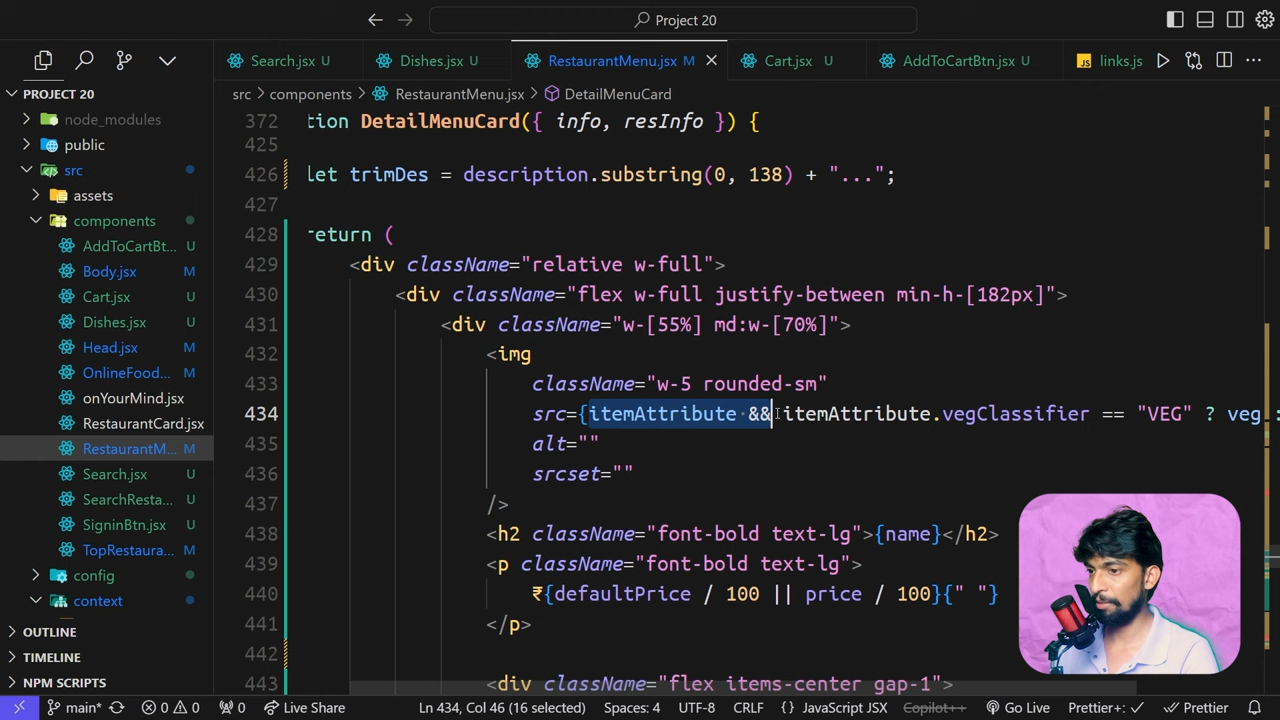 Project 20
Search.jsx U
Dishes.jsx U
RestaurantMenu.jsx M
Cart.jsx U
AddToCartBtn.jsx U
JS links.js
PROJECT 20
node_modules
public
src
assets
components
AddToCartBt... U
Body.jsx M
Cart.jsx U
Dishes.jsx U
Head.jsx M
OnlineFood... M
onYourMind.jsx
RestaurantCard.jsx
RestaurantM... M
Search.jsx U
SearchResta... U
SigninBtn.jsx U
TopRestaura... M
config
context
OUTLINE
TIMELINE
NPM SCRIPTS
src > components > RestaurantMenu.jsx > DetailMenuCard
372 tion DetailMenuCard({ info, resInfo }) {
425
426 let trimDes = description.substring(0, 138) + "...";
427
428 return (
429 <div className="relative w-full">
430 <div className="flex w-full justify-between min-h-[182px]">
431 <div className="w-[55%] md:w-[70%]">
432 <img
433 className="w-5 rounded-sm"
434 src={itemAttribute && itemAttribute.vegClassifier == "VEG" ? veg :
435 alt=""
436 srcset=""
437 />
438 <h2 className="font-bold text-lg">{name}</h2>
439 <p className="font-bold text-lg">
440 ₹{defaultPrice / 100 || price / 100}{" "}
441 </p>
442
443 <div className="flex items-center gap-1">
main* 0 0 0 Live Share Ln 434, Col 46 (16 selected) Spaces: 4 UTF-8 CRLF {} JavaScript JSX Copilot++ Go Live Prettier+: Prettier